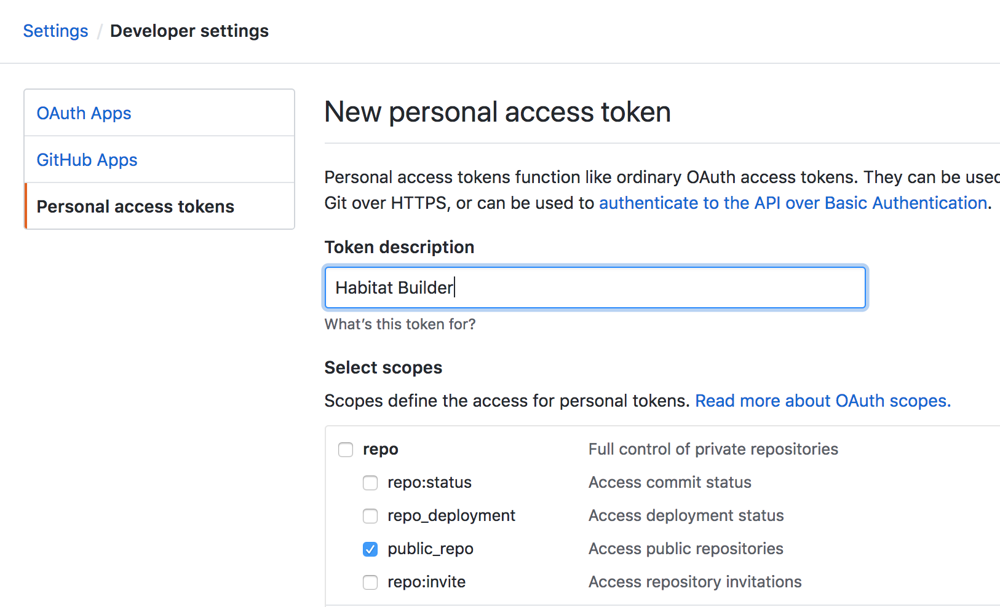 Settings / Developer settings
OAuth Apps
GitHub Apps
Personal access tokens
New personal access token
Personal access tokens function like ordinary OAuth access tokens. They can be used
Git over HTTPS, or can be used to authenticate to the API over Basic Authentication.
Token description
Habitat Builder
What's this token for?
Select scopes
Scopes define the access for personal tokens. Read more about OAuth scopes.
repo Full control of private repositories
repo:status Access commit status
repo_deployment Access deployment status
public_repo Access public repositories
repo:invite Access repository invitations